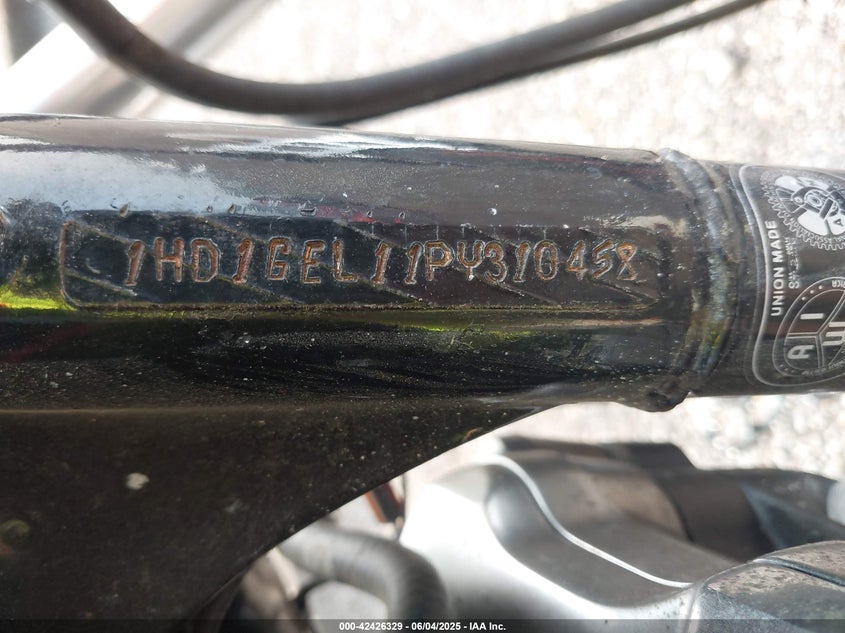 1HD1GEL11PY310458
UNION MADE
A I
000-42426329 - 06/04/2025 - IAA Inc.